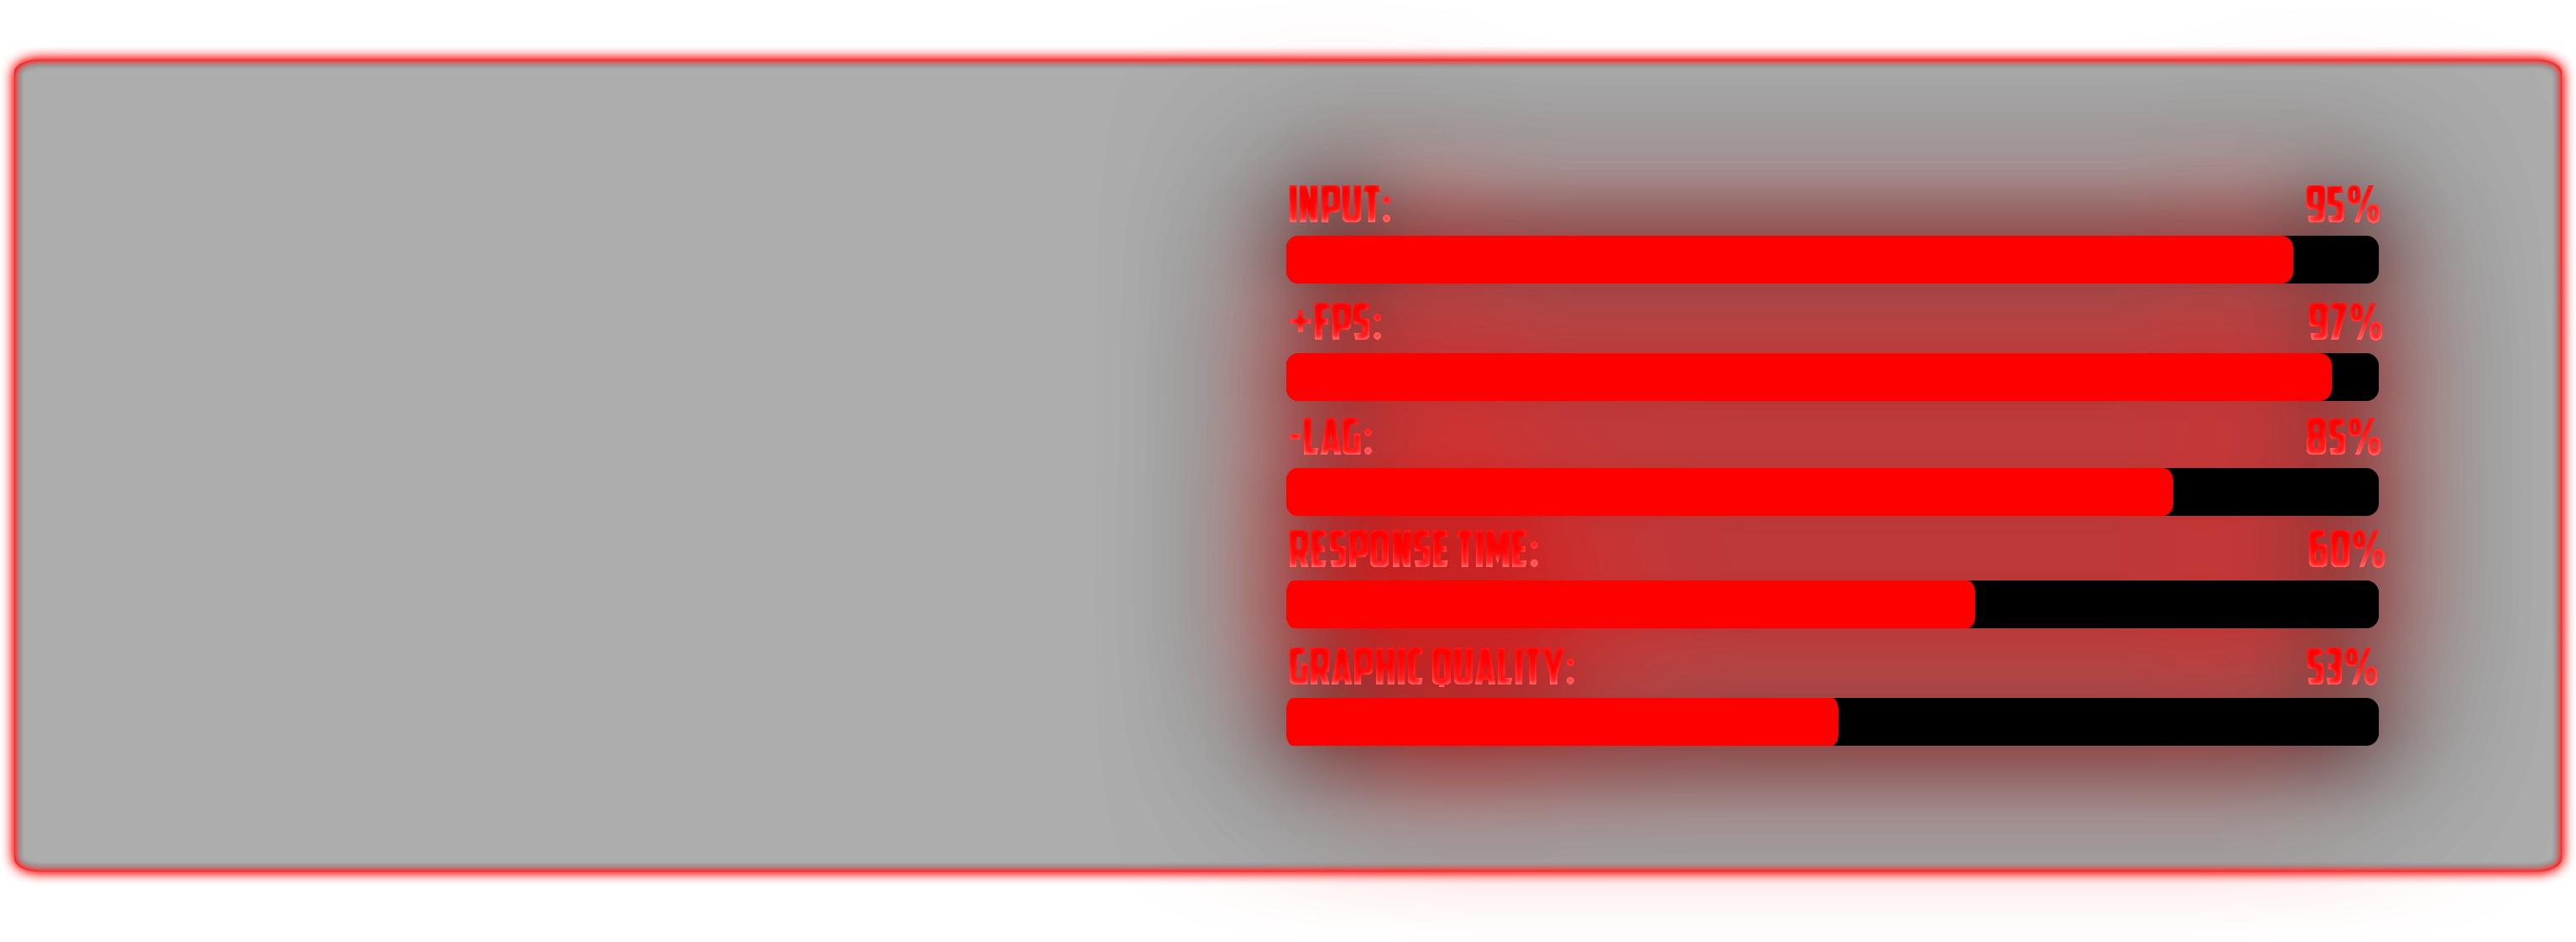 INPUT: 95%
+FPS: 97%
-LAG: 85%
RESPONSE TIME: 60%
GRAPHIC QUALITY: 53%